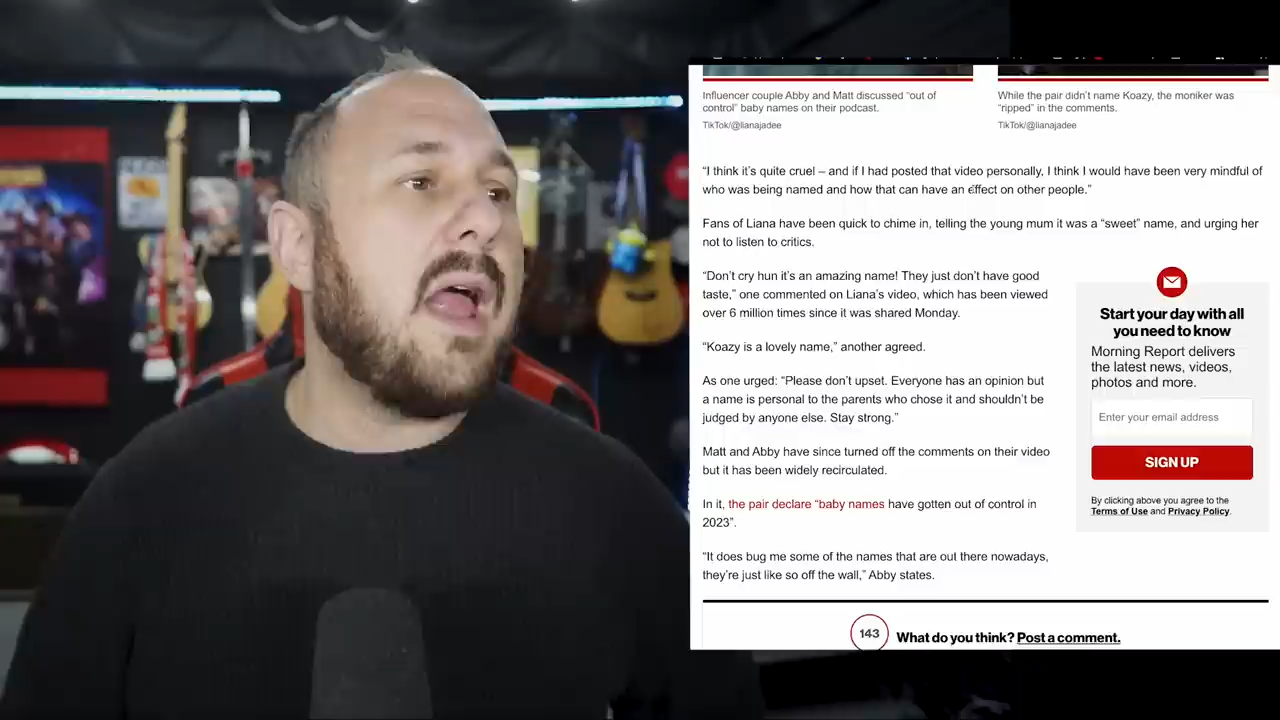 Influencer couple Abby and Matt discussed “out of
control” baby names on their podcast.
TikTok/@lianajadee
While the pair didn’t name Koazy, the moniker was
“ripped” in the comments.
TikTok/@lianajadee
“I think it’s quite cruel – and if I had posted that video personally, I think I would have been very mindful of
who was being named and how that can have an effect on other people.”
Fans of Liana have been quick to chime in, telling the young mum it was a “sweet” name, and urging her
not to listen to critics.
“Don’t cry hun it’s an amazing name! They just don’t have good
taste,” one commented on Liana’s video, which has been viewed
over 6 million times since it was shared Monday.
“Koazy is a lovely name,” another agreed.
As one urged: “Please don’t upset. Everyone has an opinion but
a name is personal to the parents who chose it and shouldn’t be
judged by anyone else. Stay strong.”
Matt and Abby have since turned off the comments on their video
but it has been widely recirculated.
In it, the pair declare “baby names have gotten out of control in
2023”.
“It does bug me some of the names that are out there nowadays,
they’re just like so off the wall,” Abby states.
Start your day with all
you need to know
Morning Report delivers
the latest news, videos,
photos and more.
Enter your email address
SIGN UP
By clicking above you agree to the
Terms of Use and Privacy Policy.
143
What do you think? Post a comment.